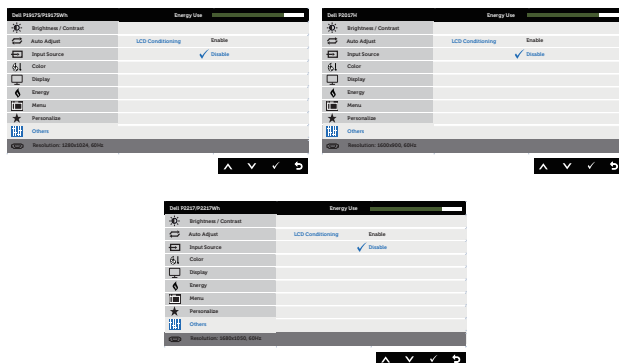 Dell P1917S/P1917SWh Energy Use
Brightness / Contrast
Auto Adjust LCD Conditioning Enable
Input Source Disable
Color
Display
Energy
Menu
Personalize
Others
Resolution: 1280x1024, 60Hz
Dell P2017H Energy Use
Brightness / Contrast
Auto Adjust LCD Conditioning Enable
Input Source Disable
Color
Display
Energy
Menu
Personalize
Others
Resolution: 1600x900, 60Hz
Dell P2217/P2217Wh Energy Use
Brightness / Contrast
Auto Adjust LCD Conditioning Enable
Input Source Disable
Color
Display
Energy
Menu
Personalize
Others
Resolution: 1680x1050, 60Hz